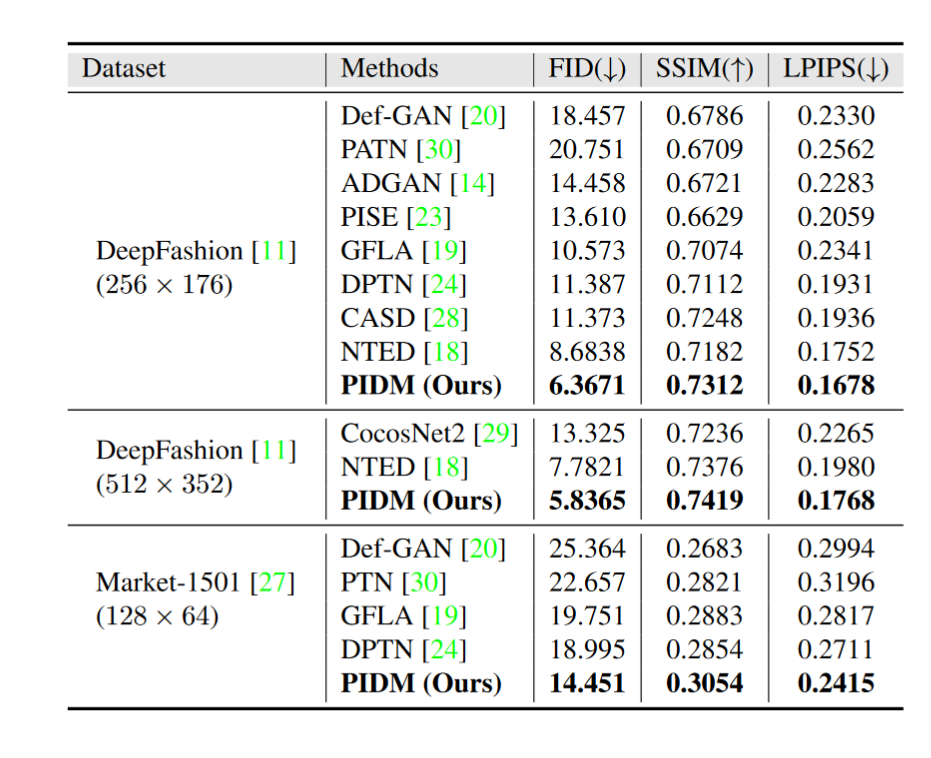 Dataset Methods FID(↓) SSIM(↑) LPIPS(↓)
Def-GAN [20] 18.457 0.6786 0.2330
PATN [30] 20.751 0.6709 0.2562
ADGAN [14] 14.458 0.6721 0.2283
PISE [23] 13.610 0.6629 0.2059
DeepFashion [11] GFLA [19] 10.573 0.7074 0.2341
(256 × 176) DPTN [24] 11.387 0.7112 0.1931
CASD [28] 11.373 0.7248 0.1936
NTED [18] 8.6838 0.7182 0.1752
PIDM (Ours) 6.3671 0.7312 0.1678
CocosNet2 [29] 13.325 0.7236 0.2265
DeepFashion [11] NTED [18] 7.7821 0.7376 0.1980
(512 × 352) PIDM (Ours) 5.8365 0.7419 0.1768
Def-GAN [20] 25.364 0.2683 0.2994
Market-1501 [27] PTN [30] 22.657 0.2821 0.3196
(128 × 64) GFLA [19] 19.751 0.2883 0.2817
DPTN [24] 18.995 0.2854 0.2711
PIDM (Ours) 14.451 0.3054 0.2415